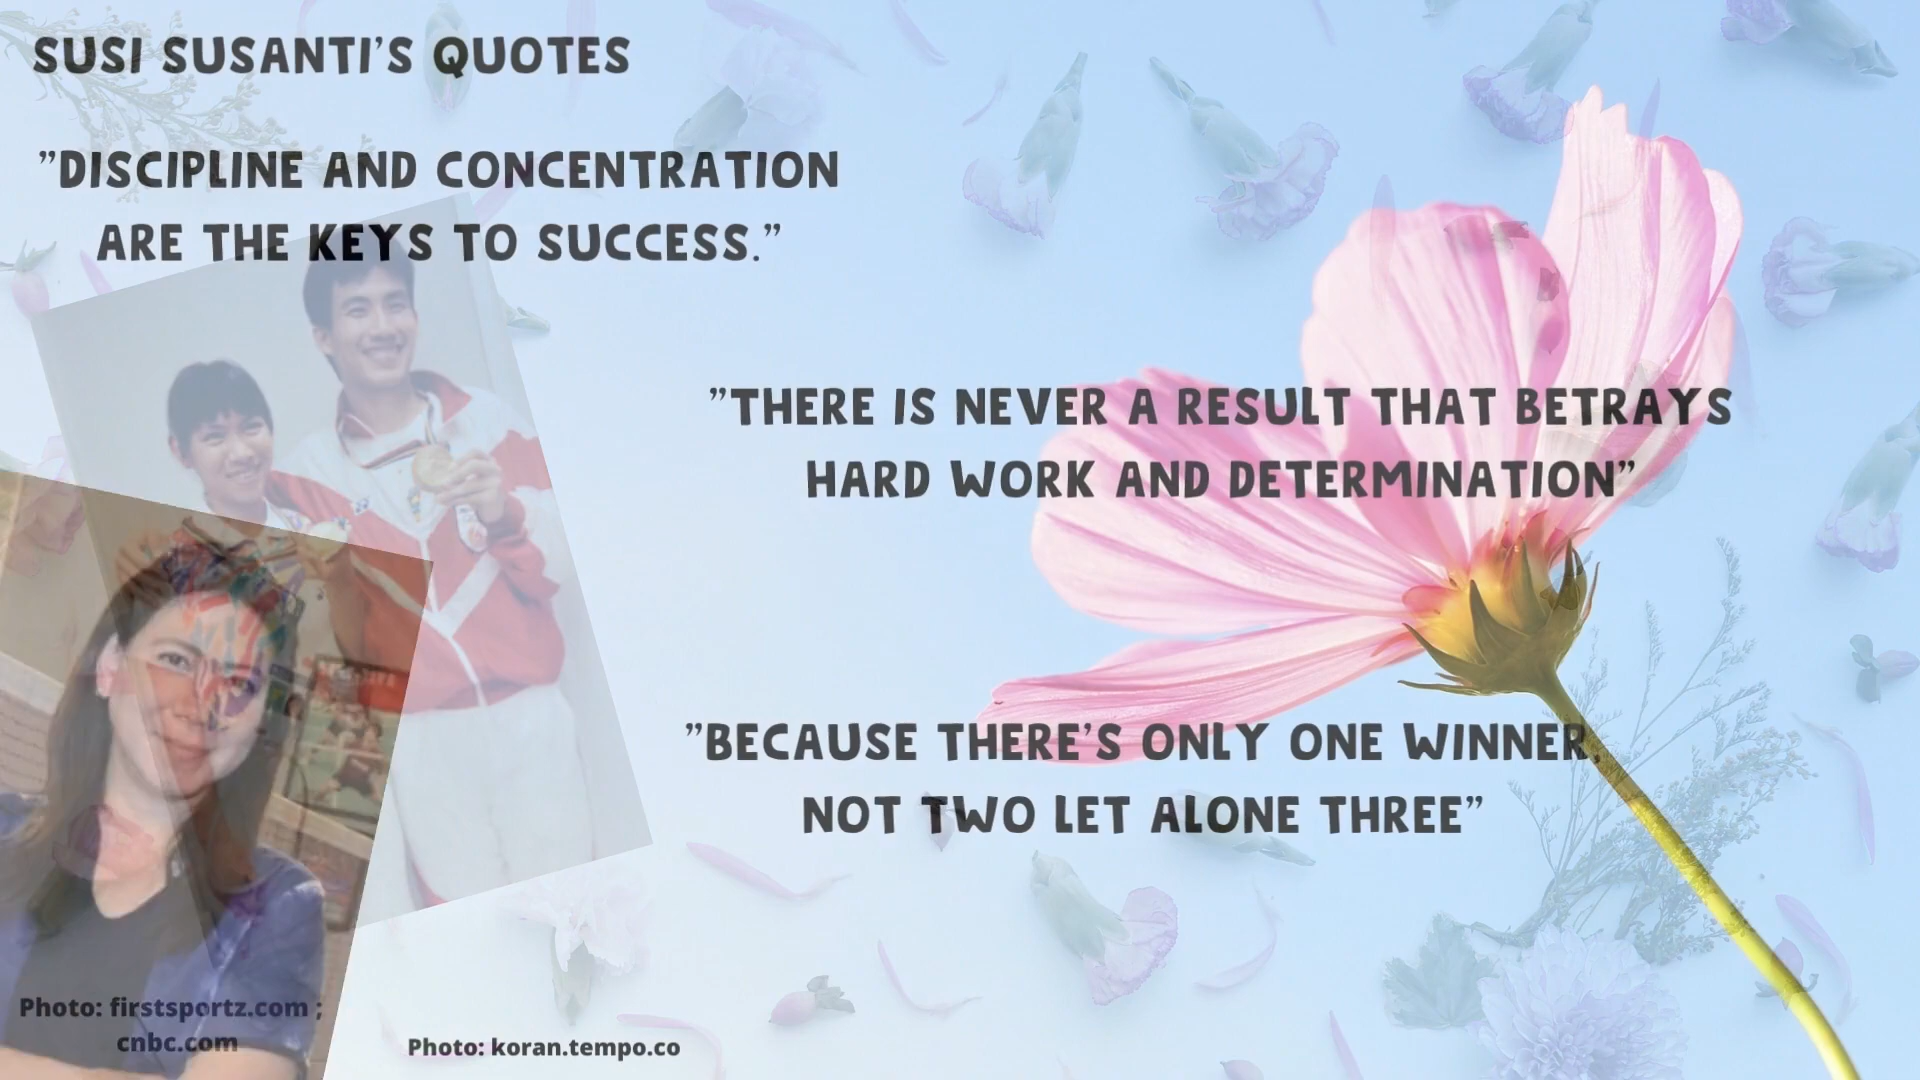 SUSI SUSANTI'S QUOTES
"DISCIPLINE AND CONCENTRATION
ARE THE KEYS TO SUCCESS."
"THERE IS NEVER A RESULT THAT BETRAYS
HARD WORK AND DETERMINATION"
"BECAUSE THERE'S ONLY ONE WINNER,
NOT TWO LET ALONE THREE"
Photo: firstsportz.com ;
cnbc.com
Photo: koran.tempo.co